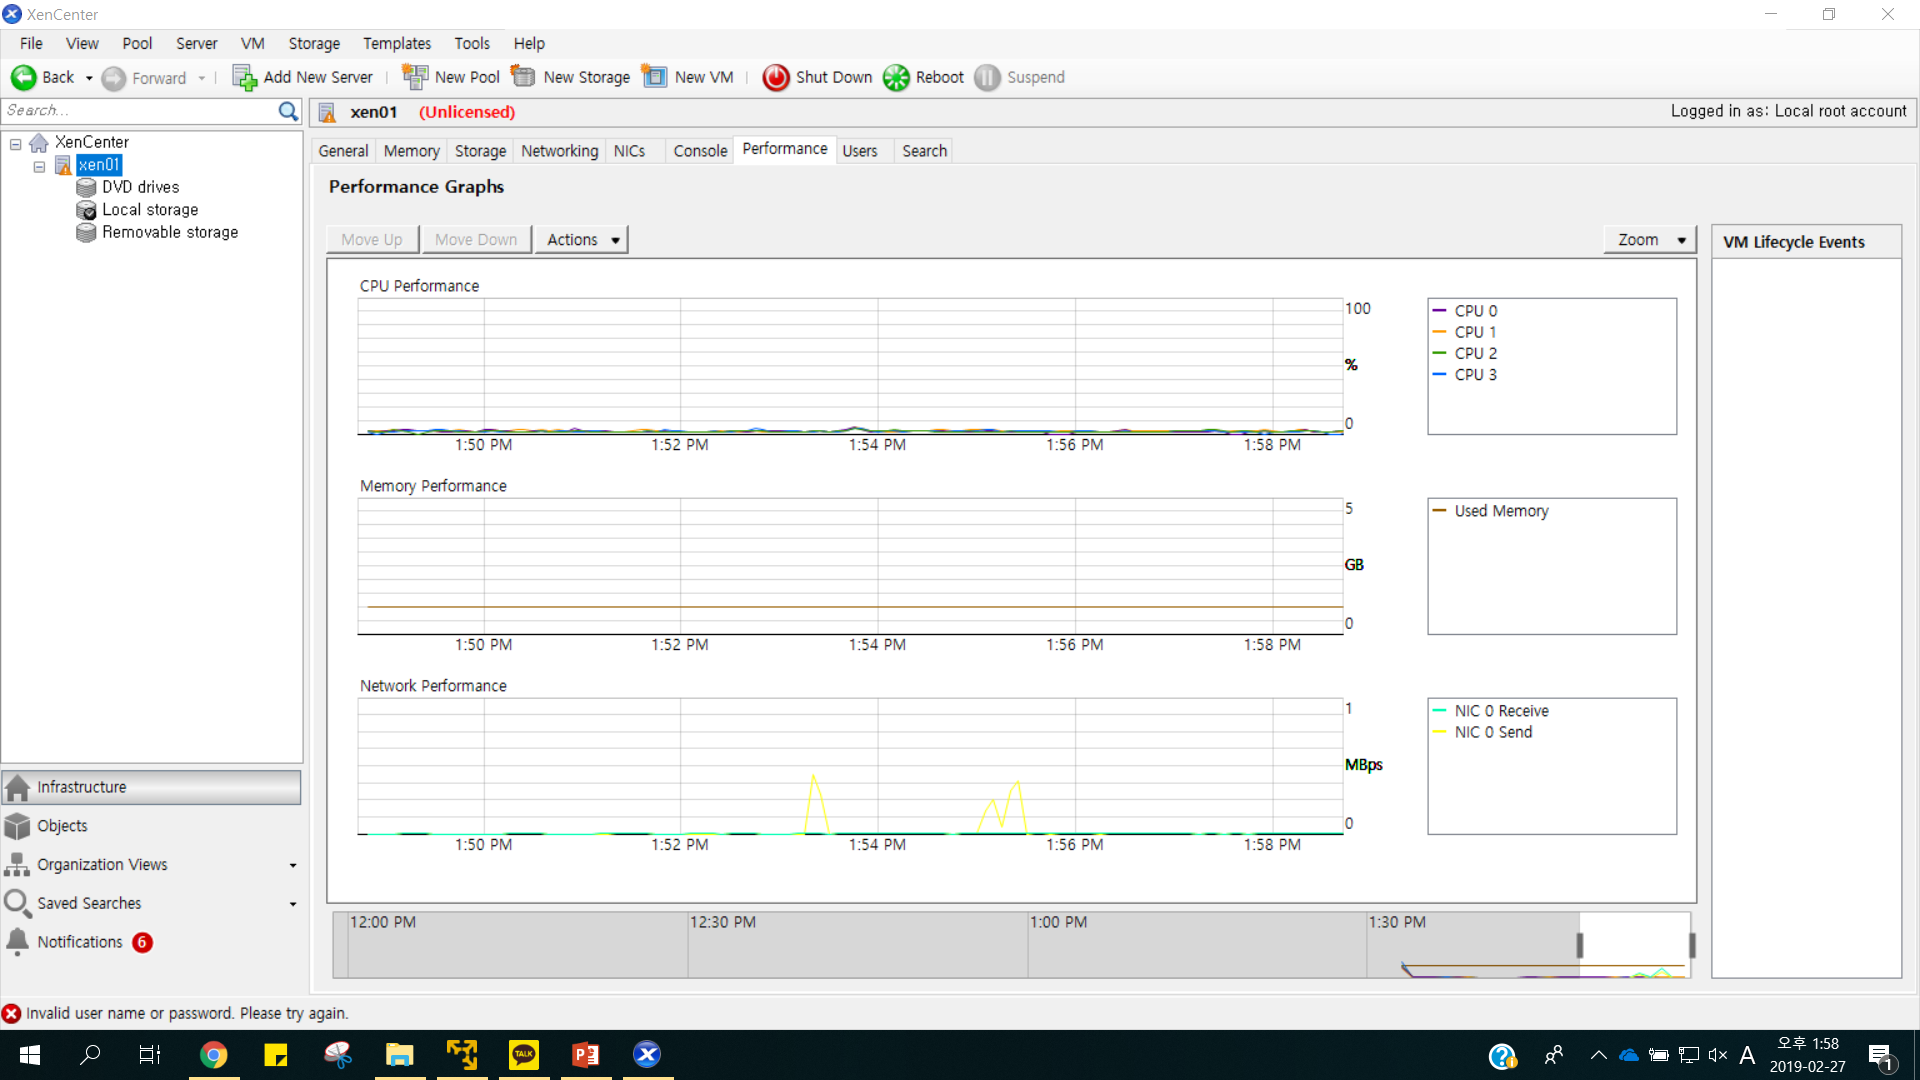 XenCenter
File View Pool Server VM Storage Templates Tools Help
Back Forward Add New Server New Pool New Storage New VM Shut Down Reboot Suspend
Search...
xen01 (Unlicensed) Logged in as: Local root account
XenCenter
xen01
DVD drives
Local storage
Removable storage
General Memory Storage Networking NICs Console Performance Users Search
Performance Graphs
Move Up Move Down Actions Zoom
CPU Performance
100
%
0
1:50 PM 1:52 PM 1:54 PM 1:56 PM 1:58 PM
CPU 0
CPU 1
CPU 2
CPU 3
Memory Performance
5
GB
0
1:50 PM 1:52 PM 1:54 PM 1:56 PM 1:58 PM
Used Memory
Network Performance
1
MBps
0
1:50 PM 1:52 PM 1:54 PM 1:56 PM 1:58 PM
NIC 0 Receive
NIC 0 Send
12:00 PM 12:30 PM 1:00 PM 1:30 PM
VM Lifecycle Events
Infrastructure
Objects
Organization Views
Saved Searches
Notifications 6
Invalid user name or password. Please try again.
TALK
P
A
오후 1:58
2019-02-27
1